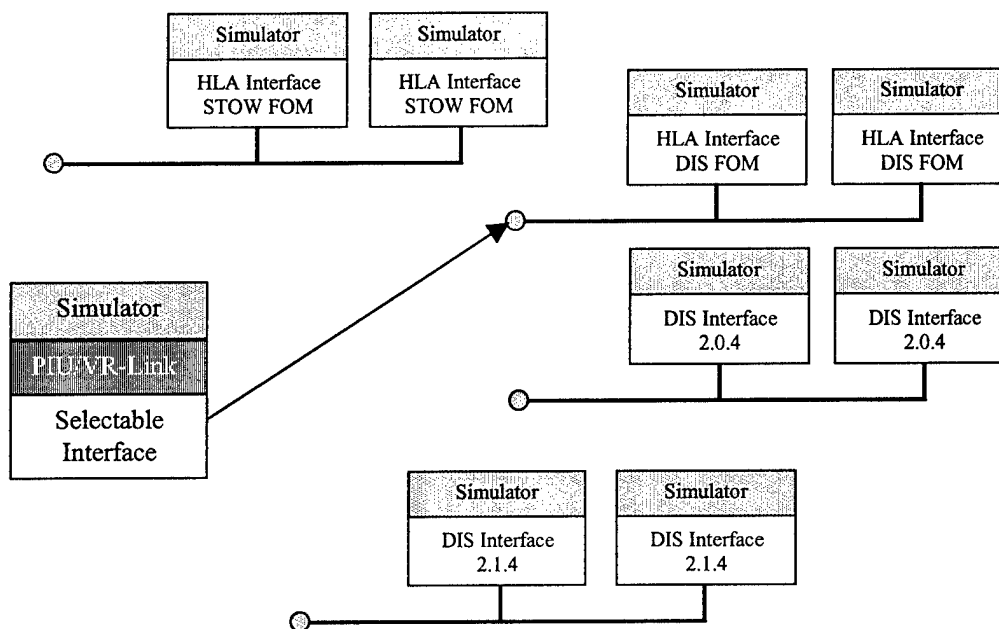 Simulator
HLA Interface
STOW FOM
Simulator
HLA Interface
STOW FOM
Simulator
HLA Interface
DIS FOM
Simulator
HLA Interface
DIS FOM
Simulator
PIU/VR-Link
Selectable
Interface
Simulator
DIS Interface
2.0.4
Simulator
DIS Interface
2.0.4
Simulator
DIS Interface
2.1.4
Simulator
DIS Interface
2.1.4